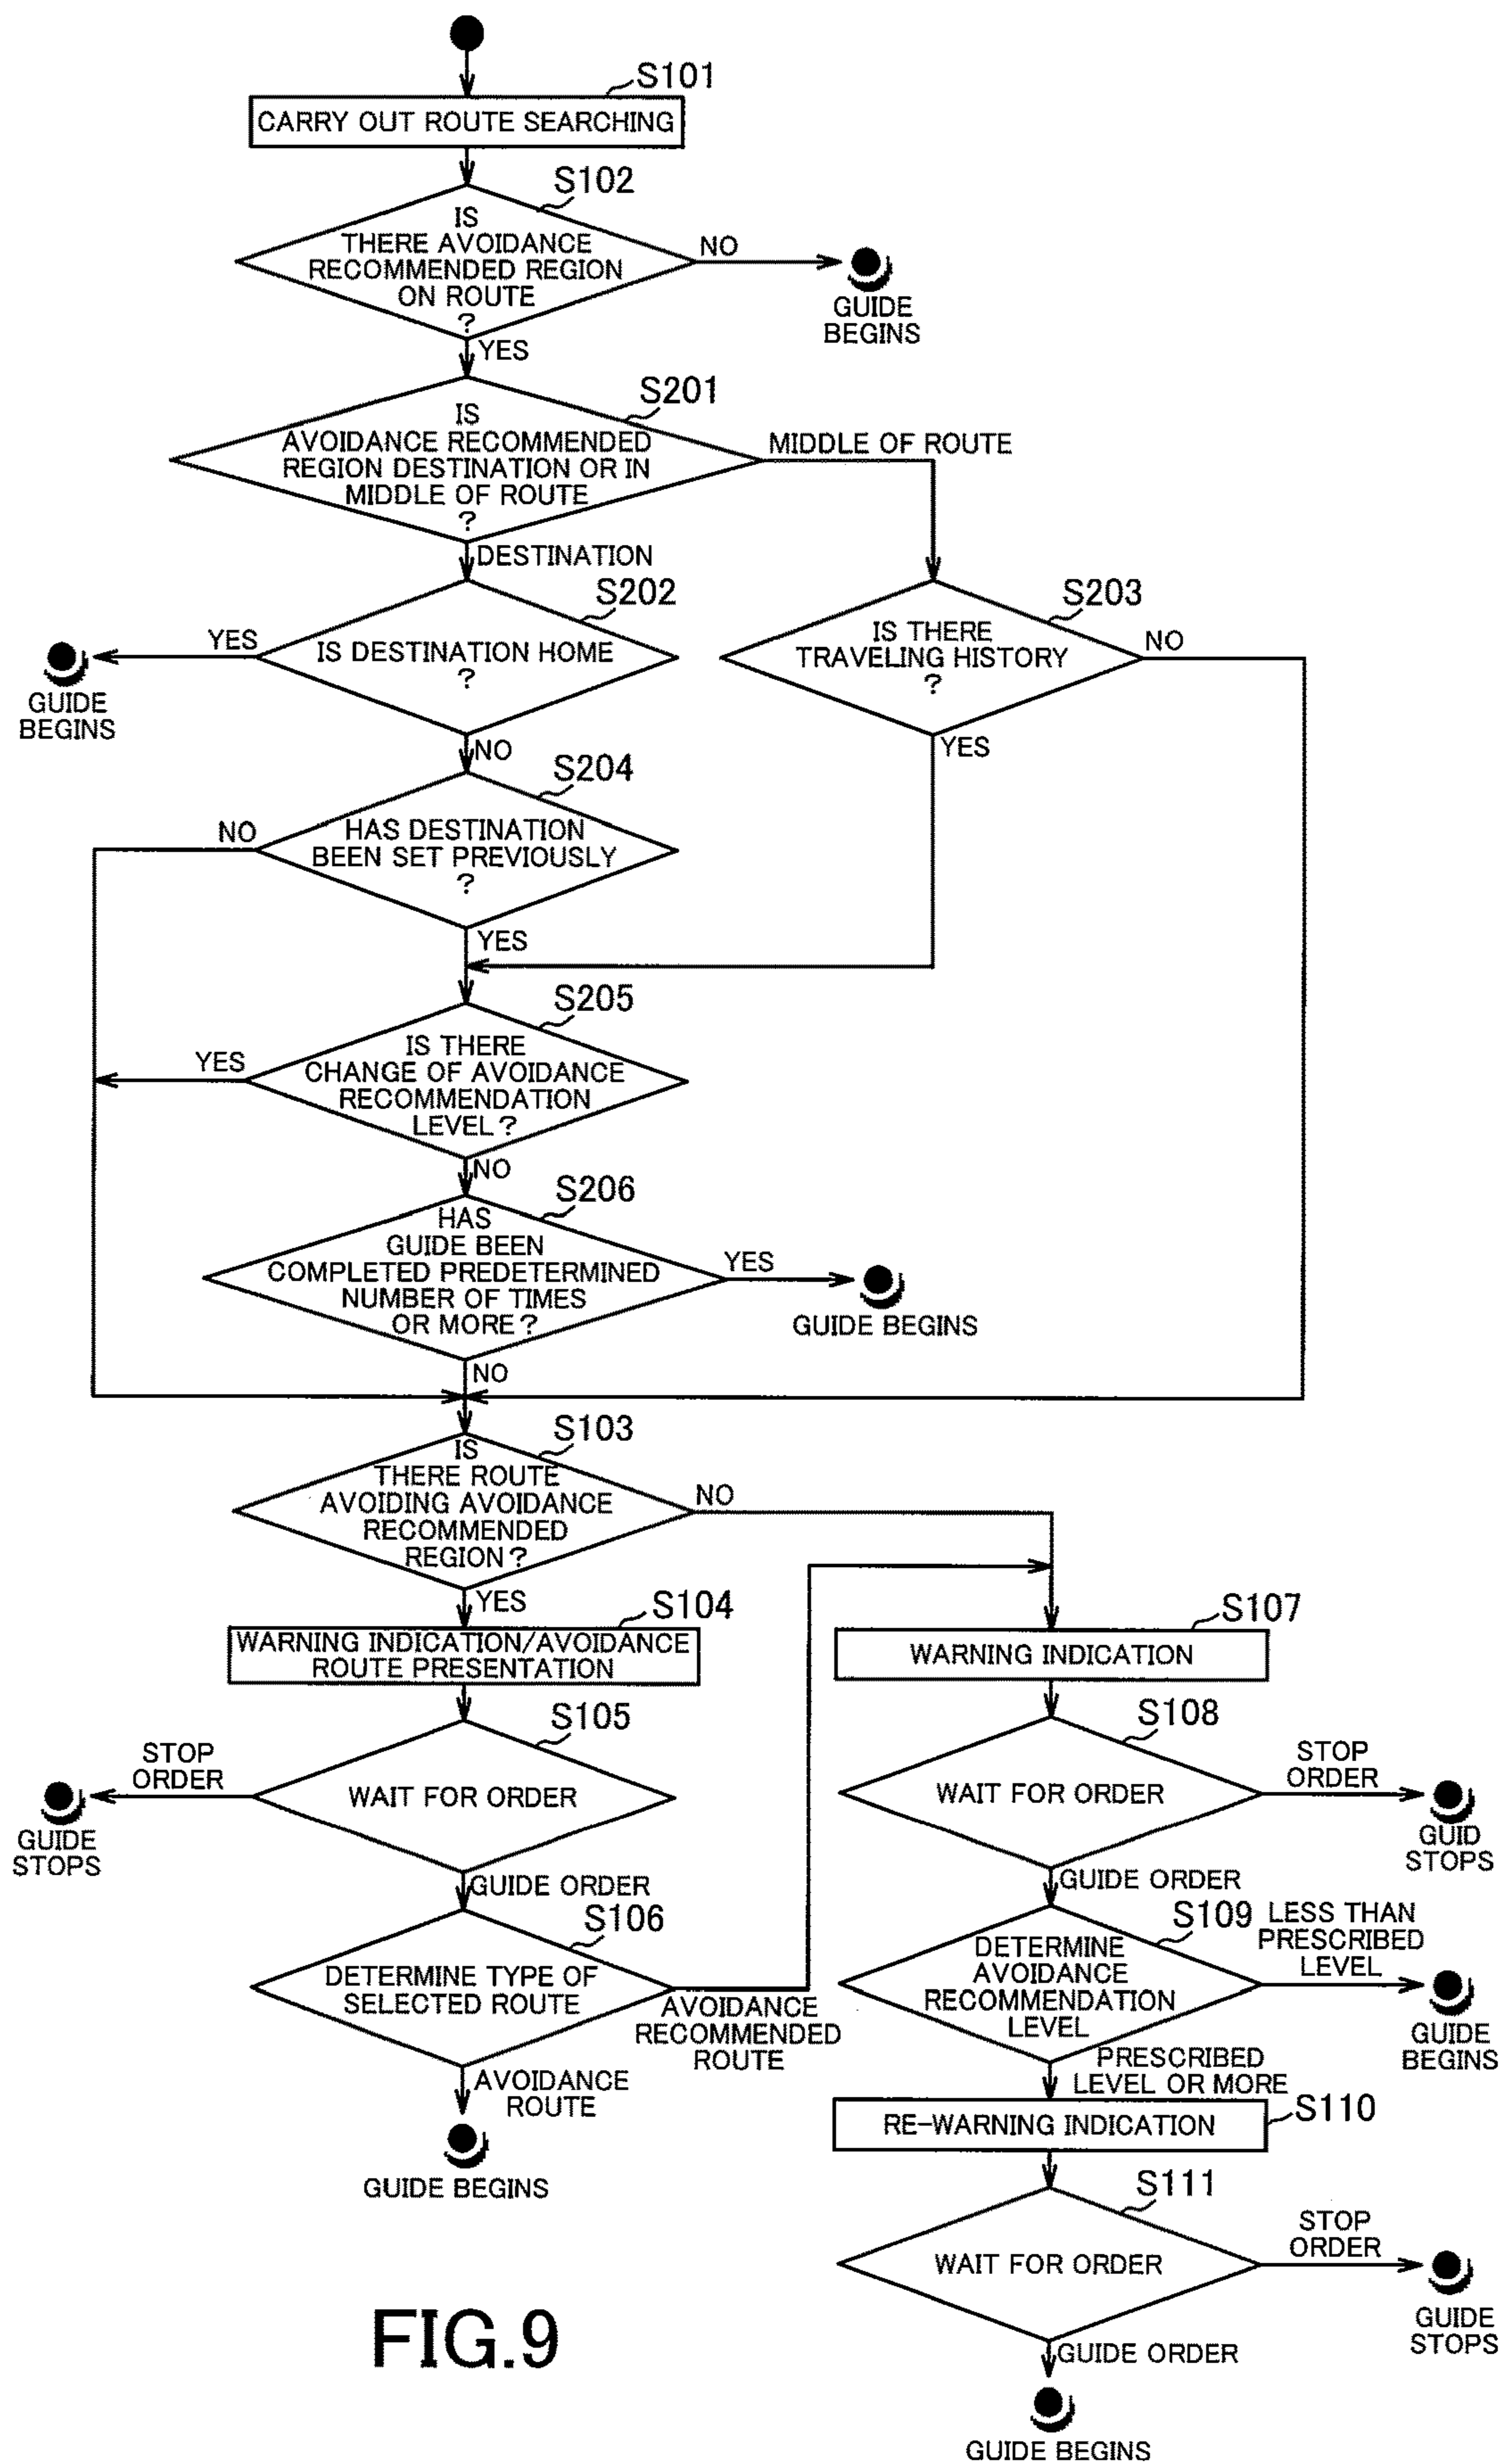 S101
CARRY OUT ROUTE SEARCHING
S102
IS
THERE AVOIDANCE
RECOMMENDED REGION
ON ROUTE
?
NO
GUIDE
BEGINS
YES
S201
IS
AVOIDANCE RECOMMENDED
REGION DESTINATION OR IN
MIDDLE OF ROUTE
?
MIDDLE OF ROUTE
DESTINATION
S202
IS DESTINATION HOME
?
YES
GUIDE
BEGINS
NO
S203
IS THERE
TRAVELING HISTORY
?
NO
YES
S204
HAS DESTINATION
BEEN SET PREVIOUSLY
?
NO
YES
S205
IS THERE
CHANGE OF AVOIDANCE
RECOMMENDATION
LEVEL?
YES
NO
S206
HAS
GUIDE BEEN
COMPLETED PREDETERMINED
NUMBER OF TIMES
OR MORE?
YES
GUIDE BEGINS
NO
S103
IS
THERE ROUTE
AVOIDING AVOIDANCE
RECOMMENDED
REGION?
NO
YES
S104
WARNING INDICATION/AVOIDANCE
ROUTE PRESENTATION
S105
WAIT FOR ORDER
STOP
ORDER
GUIDE
STOPS
GUIDE ORDER
S106
DETERMINE TYPE OF
SELECTED ROUTE
AVOIDANCE
RECOMMENDED
ROUTE
AVOIDANCE
ROUTE
GUIDE BEGINS
S107
WARNING INDICATION
S108
WAIT FOR ORDER
STOP
ORDER
GUID
STOPS
GUIDE ORDER
S109
DETERMINE
AVOIDANCE
RECOMMENDATION
LEVEL
LESS THAN
PRESCRIBED
LEVEL
GUIDE
BEGINS
PRESCRIBED
LEVEL OR MORE
S110
RE-WARNING INDICATION
S111
WAIT FOR ORDER
STOP
ORDER
GUIDE
STOPS
GUIDE ORDER
GUIDE BEGINS
FIG.9